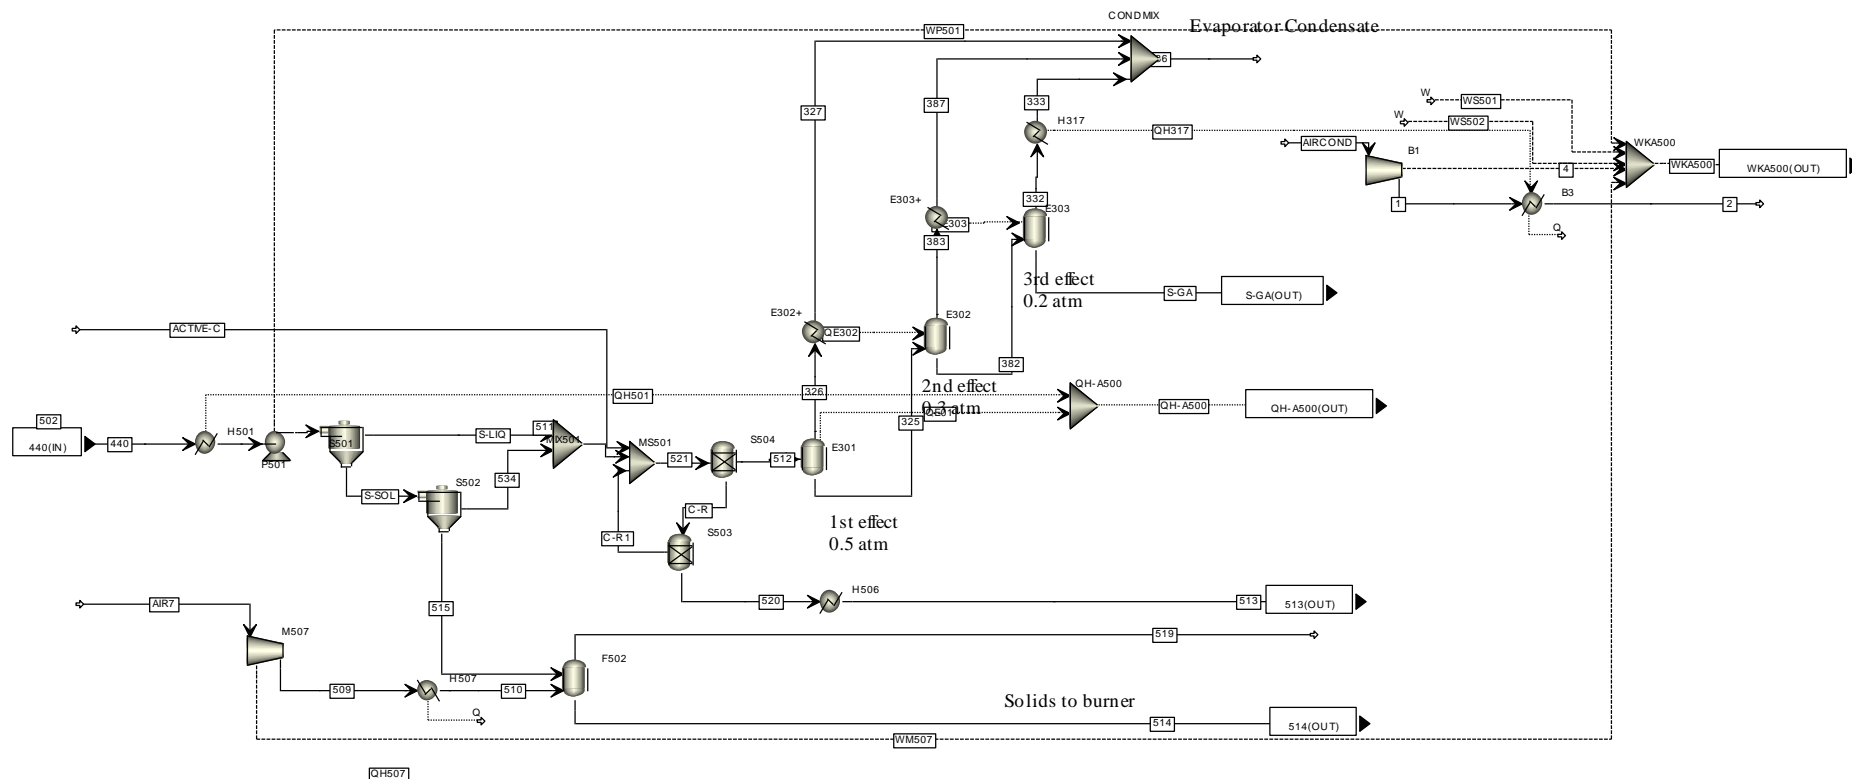 CONDMIX
Evaporator Condensate
WP501
327
387
333
H317
QH317
W
WS501
W
WS502
AIRCOND
B1
4
WKA500
WKA500
WKA500(OUT)
1
B3
2
Q
E303+
332
E303
383
3rd effect
0.2 atm
S-GA
S-GA(OUT)
ACTIVE-C
E302+
QE302
E302
382
326
2nd effect
0.3 atm
325
QH501
QH-A500
QH-A500
QH-A500(OUT)
502
440(IN)
440
H501
P501
S501
S-LIQ
511
MIX501
MS501
521
S504
512
E301
534
S-SOL
S502
C-R
C-R1
S503
1st effect
0.5 atm
520
H506
513
513(OUT)
AIR7
515
M507
519
F502
509
H507
510
Q
Solids to burner
514
514(OUT)
WM507
QH507